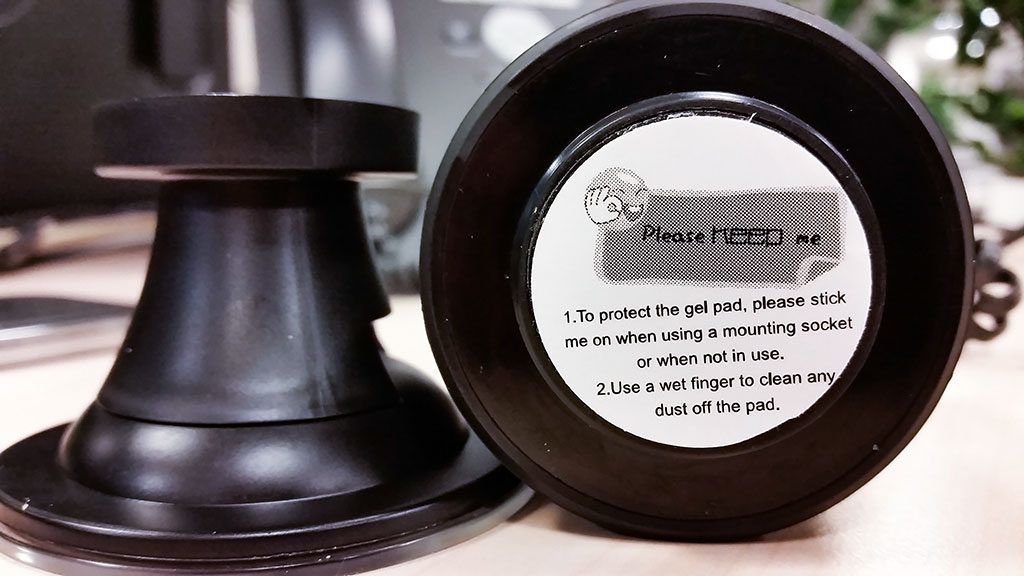 Please keep me
1.To protect the gel pad, please stick
me on when using a mounting socket
or when not in use.
2.Use a wet finger to clean any
dust off the pad.